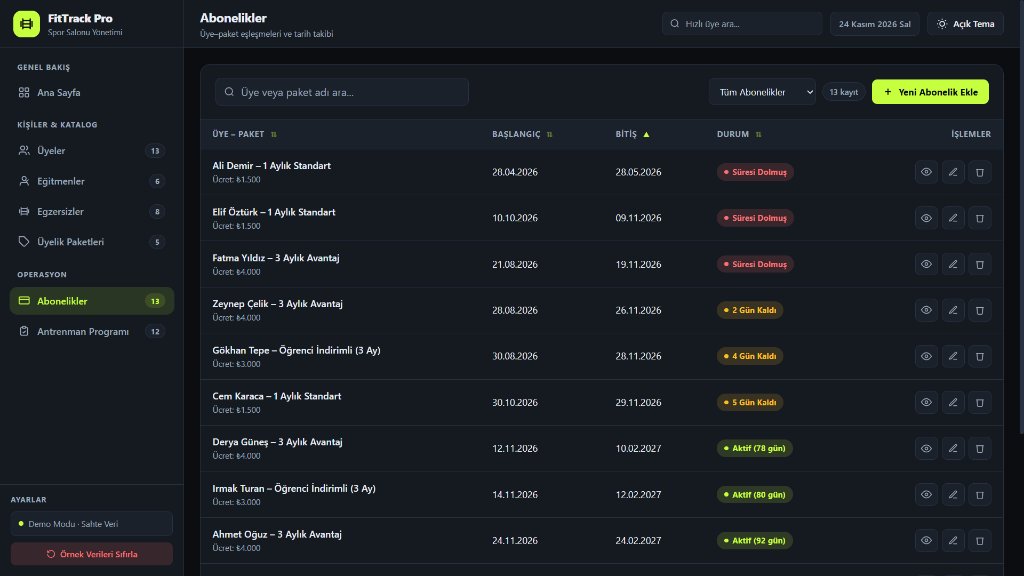 FitTrack Pro
Spor Salonu Yönetimi
GENEL BAKIŞ
Ana Sayfa
KİŞİLER & KATALOG
Üyeler 13
Eğitmenler 6
Egzersizler 8
Üyelik Paketleri 5
OPERASYON
Abonelikler 13
Antrenman Programı 12
AYARLAR
Demo Modu · Sahte Veri
Örnek Verileri Sıfırla
Abonelikler
Üye–paket eşleşmeleri ve tarih takibi
Hızlı üye ara...
24 Kasım 2026 Sal
Açık Tema
Üye veya paket adı ara...
Tüm Abonelikler
13 kayıt
+ Yeni Abonelik Ekle
ÜYE – PAKET BAŞLANGIÇ BİTİŞ ▲ DURUM İŞLEMLER
Ali Demir – 1 Aylık Standart 28.04.2026 28.05.2026 Süresi Dolmuş
Ücret: ₺1.500
Elif Öztürk – 1 Aylık Standart 10.10.2026 09.11.2026 Süresi Dolmuş
Ücret: ₺1.500
Fatma Yıldız – 3 Aylık Avantaj 21.08.2026 19.11.2026 Süresi Dolmuş
Ücret: ₺4.000
Zeynep Çelik – 3 Aylık Avantaj 28.08.2026 26.11.2026 2 Gün Kaldı
Ücret: ₺4.000
Gökhan Tepe – Öğrenci İndirimli (3 Ay) 30.08.2026 28.11.2026 4 Gün Kaldı
Ücret: ₺3.000
Cem Karaca – 1 Aylık Standart 30.10.2026 29.11.2026 5 Gün Kaldı
Ücret: ₺1.500
Derya Güneş – 3 Aylık Avantaj 12.11.2026 10.02.2027 Aktif (78 gün)
Ücret: ₺4.000
Irmak Turan – Öğrenci İndirimli (3 Ay) 14.11.2026 12.02.2027 Aktif (80 gün)
Ücret: ₺3.000
Ahmet Oğuz – 3 Aylık Avantaj 24.11.2026 24.02.2027 Aktif (92 gün)
Ücret: ₺4.000